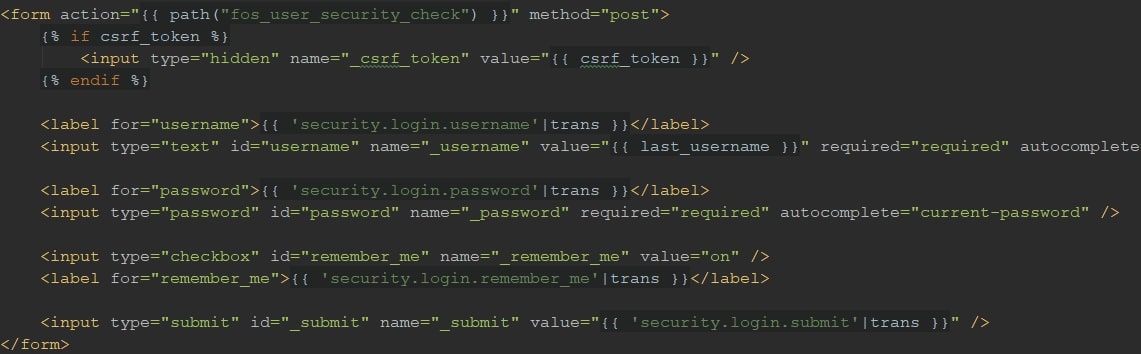 <form action="{{ path("fos_user_security_check") }}" method="post">
{% if csrf_token %}
<input type="hidden" name="_csrf_token" value="{{ csrf_token }}" />
{% endif %}
<label for="username">{{ 'security.login.username'|trans }}</label>
<input type="text" id="username" name="_username" value="{{ last_username }}" required="required" autocomplete
<label for="password">{{ 'security.login.password'|trans }}</label>
<input type="password" id="password" name="_password" required="required" autocomplete="current-password" />
<input type="checkbox" id="remember_me" name="_remember_me" value="on" />
<label for="remember_me">{{ 'security.login.remember_me'|trans }}</label>
<input type="submit" id="_submit" name="_submit" value="{{ 'security.login.submit'|trans }}" />
</form>